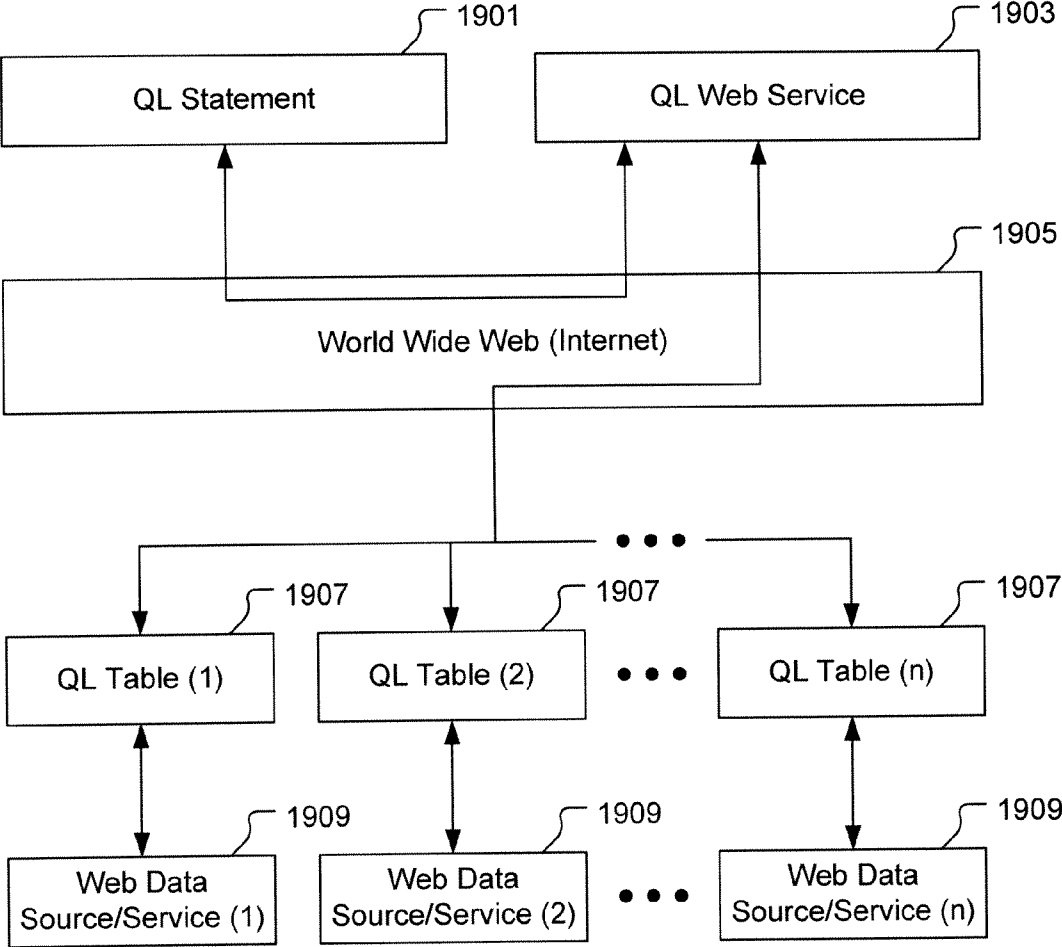 1901
1903
QL Statement
QL Web Service
1905
World Wide Web (Internet)
1907
1907
1907
QL Table (1)
QL Table (2)
QL Table (n)
1909
1909
1909
Web Data
Source/Service (1)
Web Data
Source/Service (2)
Web Data
Source/Service (n)